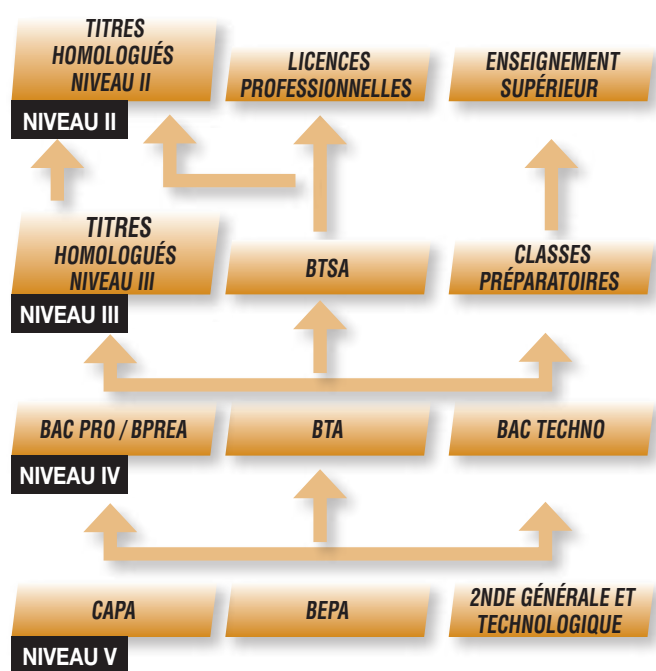 TITRES
HOMOLOGUÉS
NIVEAU II
LICENCES
PROFESSIONNELLES
ENSEIGNEMENT
SUPÉRIEUR
NIVEAU II
TITRES
HOMOLOGUÉS
NIVEAU III
BTSA
CLASSES
PRÉPARATOIRES
NIVEAU III
BAC PRO / BPREA
BTA
BAC TECHNO
NIVEAU IV
CAPA
BEPA
2NDE GÉNÉRALE ET
TECHNOLOGIQUE
NIVEAU V